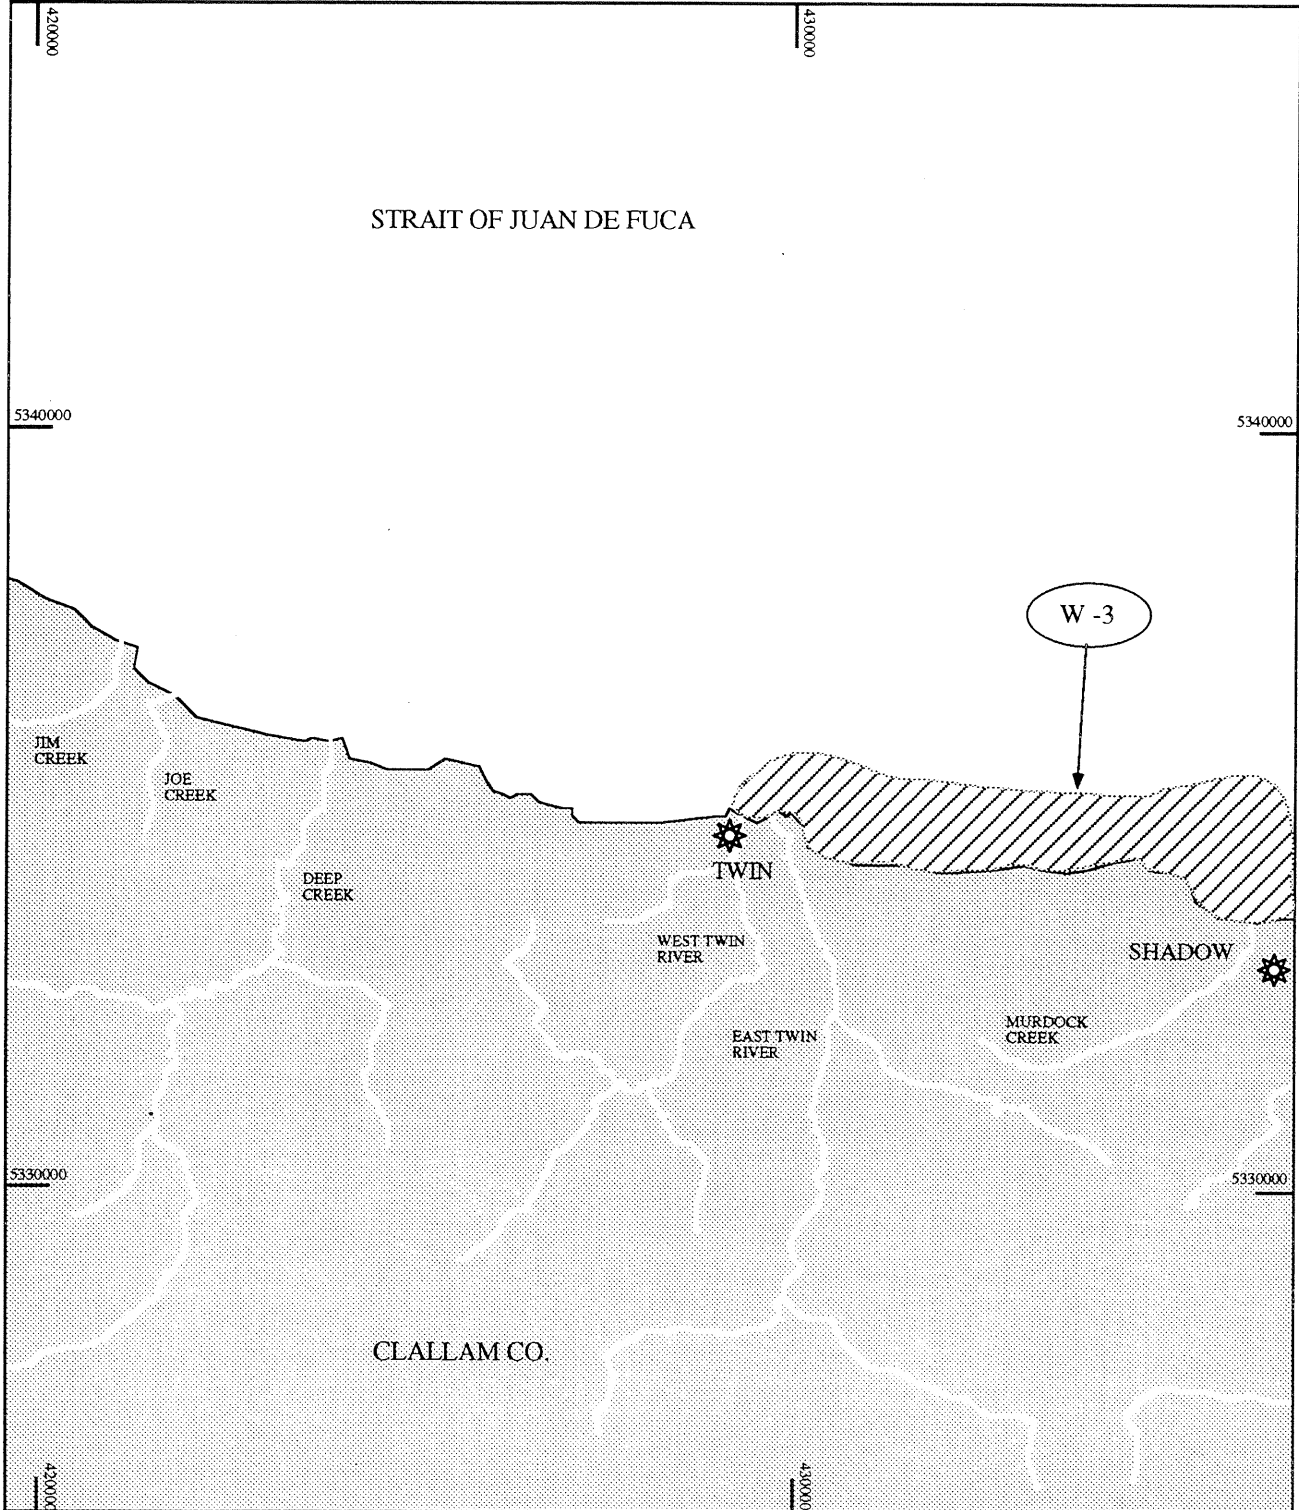 420000
430000
STRAIT OF JUAN DE FUCA
5340000
5340000
W -3
JIM
CREEK
JOE
CREEK
DEEP
CREEK
TWIN
WEST TWIN
RIVER
SHADOW
EAST TWIN
RIVER
MURDOCK
CREEK
5330000
5330000
CLALLAM CO.
420000
430000